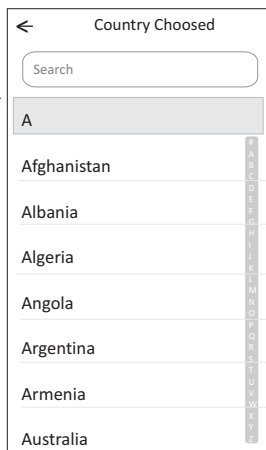 ← Country Choosed
Search
A
Afghanistan
Albania
Algeria
Angola
Argentina
Armenia
Australia
#
A
B
C
D
E
F
G
H
I
J
K
L
M
N
O
P
Q
R
S
T
U
V
W
X
Y
Z